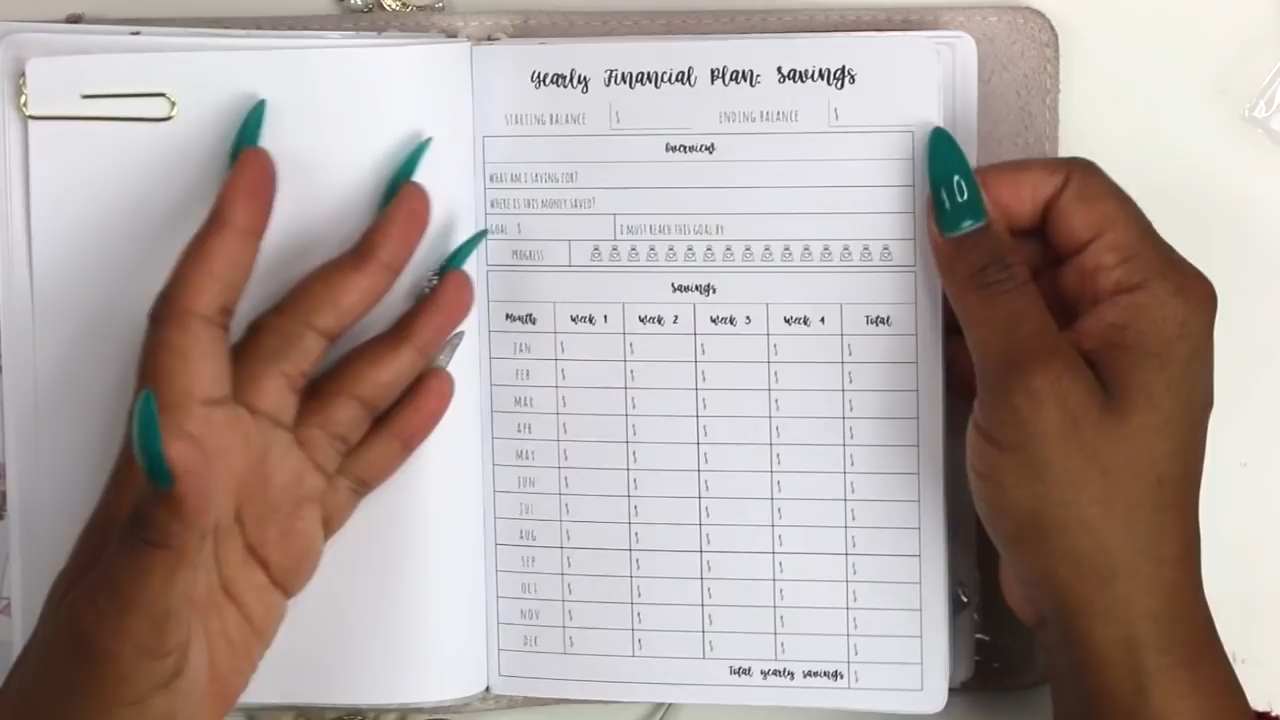 Yearly Financial Plan: Savings
STARTING BALANCE $ ENDING BALANCE $
Overview
WHAT AM I SAVING FOR?
WHERE IS THIS MONEY SAVED?
GOAL $ I MUST REACH THIS GOAL BY
PROGRESS
Savings
Month Week 1 Week 2 Week 3 Week 4 Total
JAN $ $ $ $ $
FEB $ $ $ $ $
MAR $ $ $ $ $
APR $ $ $ $ $
MAY $ $ $ $ $
JUN $ $ $ $ $
JUL $ $ $ $ $
AUG $ $ $ $ $
SEP $ $ $ $ $
OCT $ $ $ $ $
NOV $ $ $ $ $
DEC $ $ $ $ $
Total yearly savings $